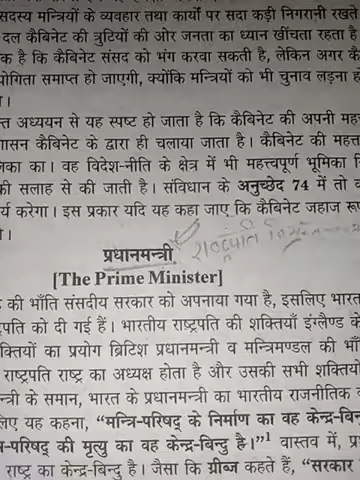 सदस्य मन्त्रियों के व्यवहार तथा कार्यों पर सदा कड़ी निगरानी रखते
दल कैबिनेट की त्रुटियों की ओर जनता का ध्यान खींचता रहता है
क है कि कैबिनेट संसद को भंग करवा सकती है, लेकिन अगर कै
योगिता समाप्त हो जाएगी, क्योंकि मन्त्रियों को भी चुनाव लड़ना ह
।
त अध्ययन से यह स्पष्ट हो जाता है कि कैबिनेट की अपनी मह
गासन कैबिनेट के द्वारा ही चलाया जाता है। कैबिनेट की महत्त
का का। वह विदेश-नीति के क्षेत्र में भी महत्त्वपूर्ण भूमिका
की सलाह से की जाती है। संविधान के अनुच्छेद 74 में तो
र्य करेगा। इस प्रकार यदि यह कहा जाए कि कैबिनेट जहाज रू
।
प्रधानमन्त्री राष्ट्रपति
[The Prime Minister]
की भाँति संसदीय सरकार को अपनाया गया है, इसलिए भारत
पति को दी गई हैं। भारतीय राष्ट्रपति की शक्तियाँ इंग्लैण्ड के
क्तियों का प्रयोग ब्रिटिश प्रधानमन्त्री व मन्त्रिमण्डल की भाँ
राष्ट्रपति राष्ट्र का अध्यक्ष होता है और उसकी सभी शक्तियों
न्त्री के समान, भारत के प्रधानमन्त्री का भारतीय राजनीतिक
लिए यह कहना, “मन्त्रि-परिषद् के निर्माण का वह केन्द्र-बिन्
-परिषद् की मृत्यु का वह केन्द्र-बिन्दु है।”¹ वास्तव में, प्र
राष्ट्र का केन्द्र-बिन्दु है। जैसा कि ग्रीब्ज कहते हैं, “सरकार